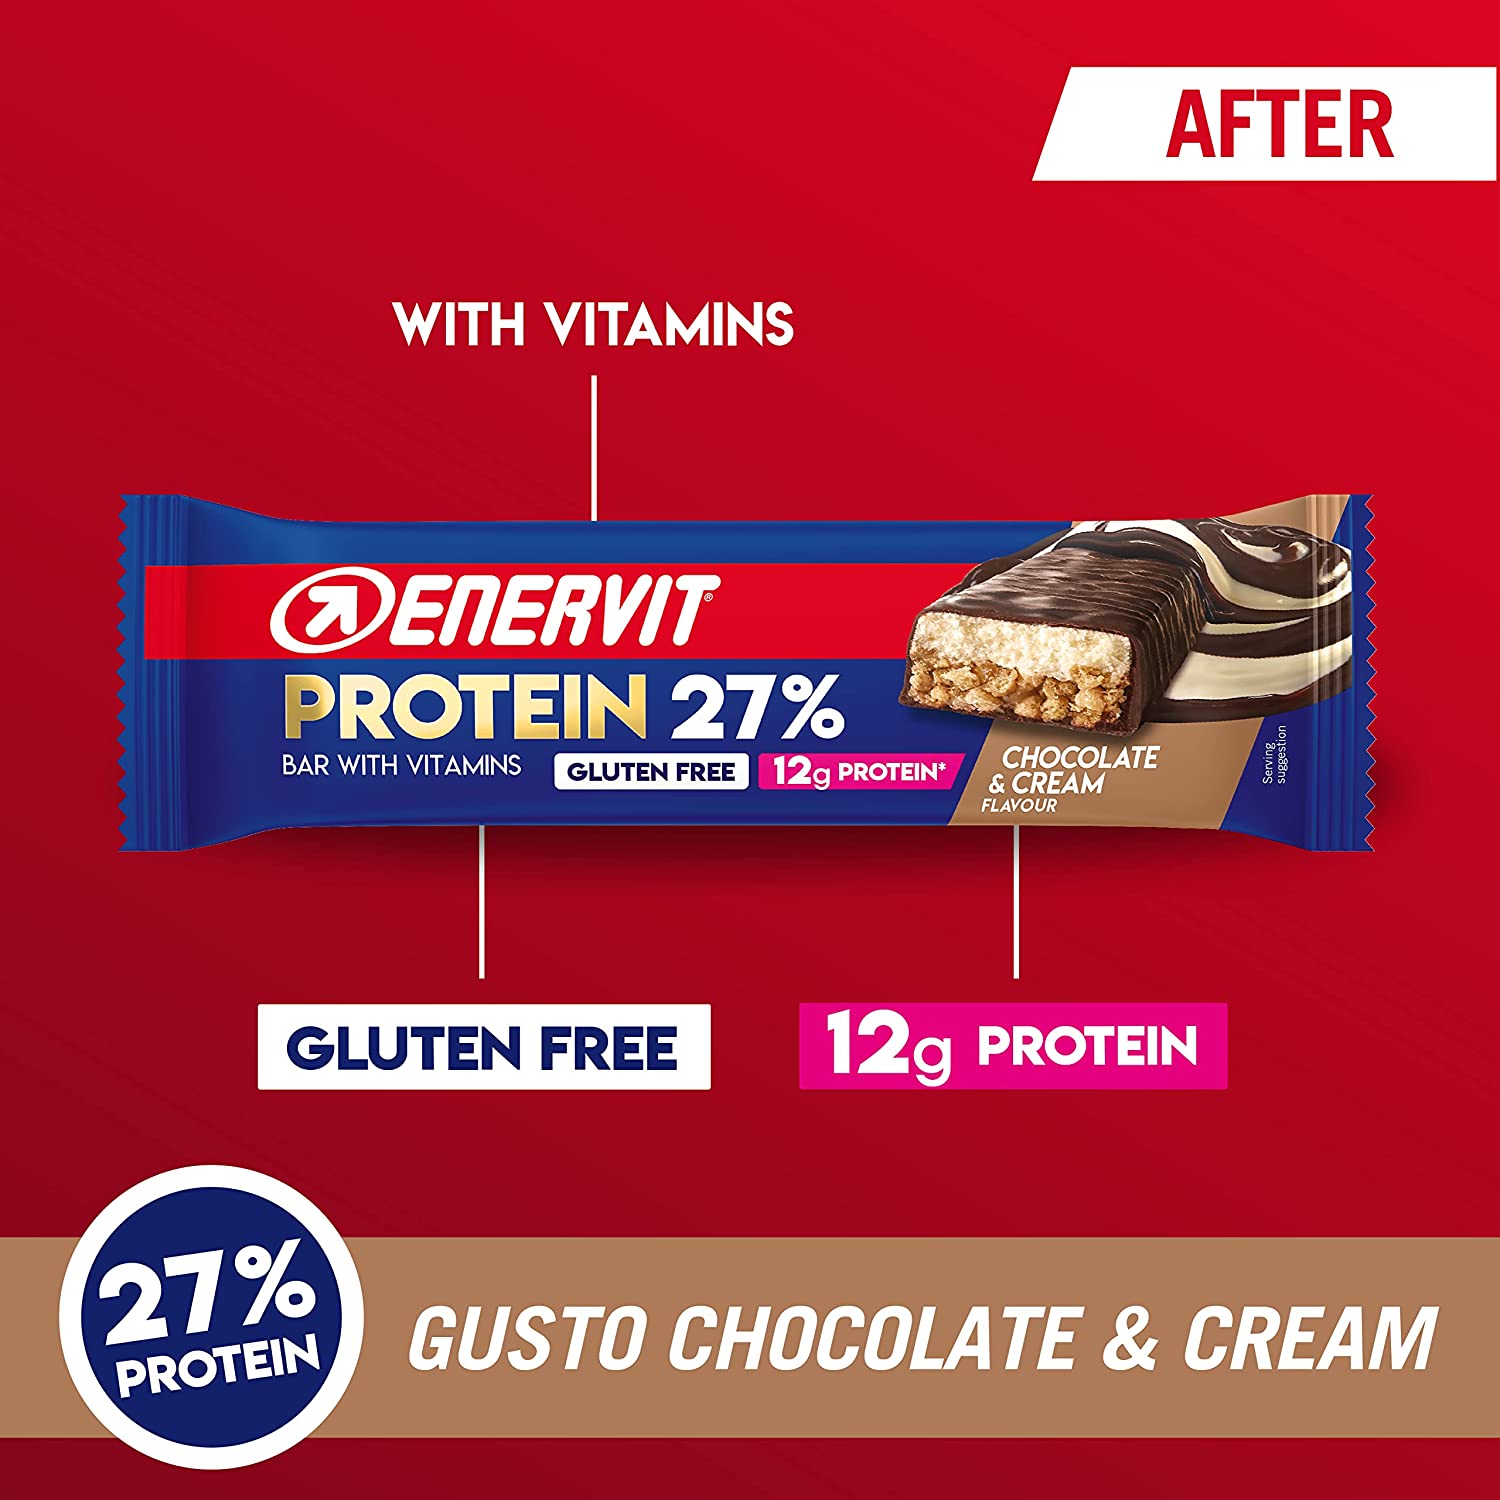 AFTER
WITH VITAMINS
ENERVIT®
PROTEIN 27%
BAR WITH VITAMINS
GLUTEN FREE
12g PROTEIN*
CHOCOLATE
& CREAM
FLAVOUR
Serving
suggestion
GLUTEN FREE
12g PROTEIN
27%
PROTEIN
GUSTO CHOCOLATE & CREAM